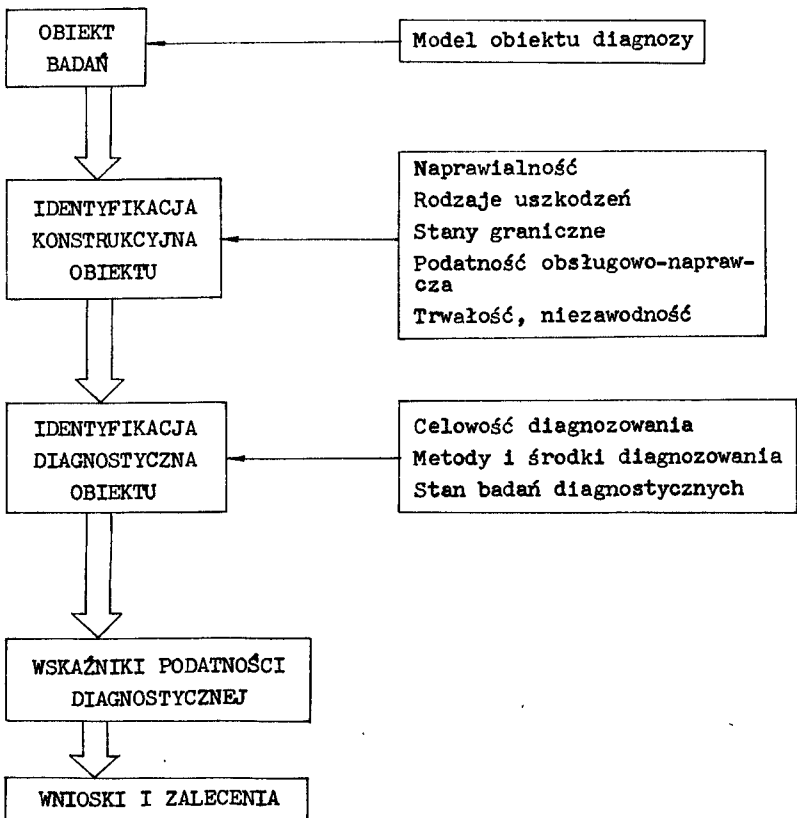 OBIEKT
BADAŃ
Model obiektu diagnozy
IDENTYFIKACJA
KONSTRUKCYJNA
OBIEKTU
Naprawialność
Rodzaje uszkodzeń
Stany graniczne
Podatność obsługowo-napraw-
cza
Trwałość, niezawodność
IDENTYFIKACJA
DIAGNOSTYCZNA
OBIEKTU
Celowość diagnozowania
Metody i środki diagnozowania
Stan badań diagnostycznych
WSKAŹNIKI PODATNOŚCI
DIAGNOSTYCZNEJ
WNIOSKI I ZALECENIA